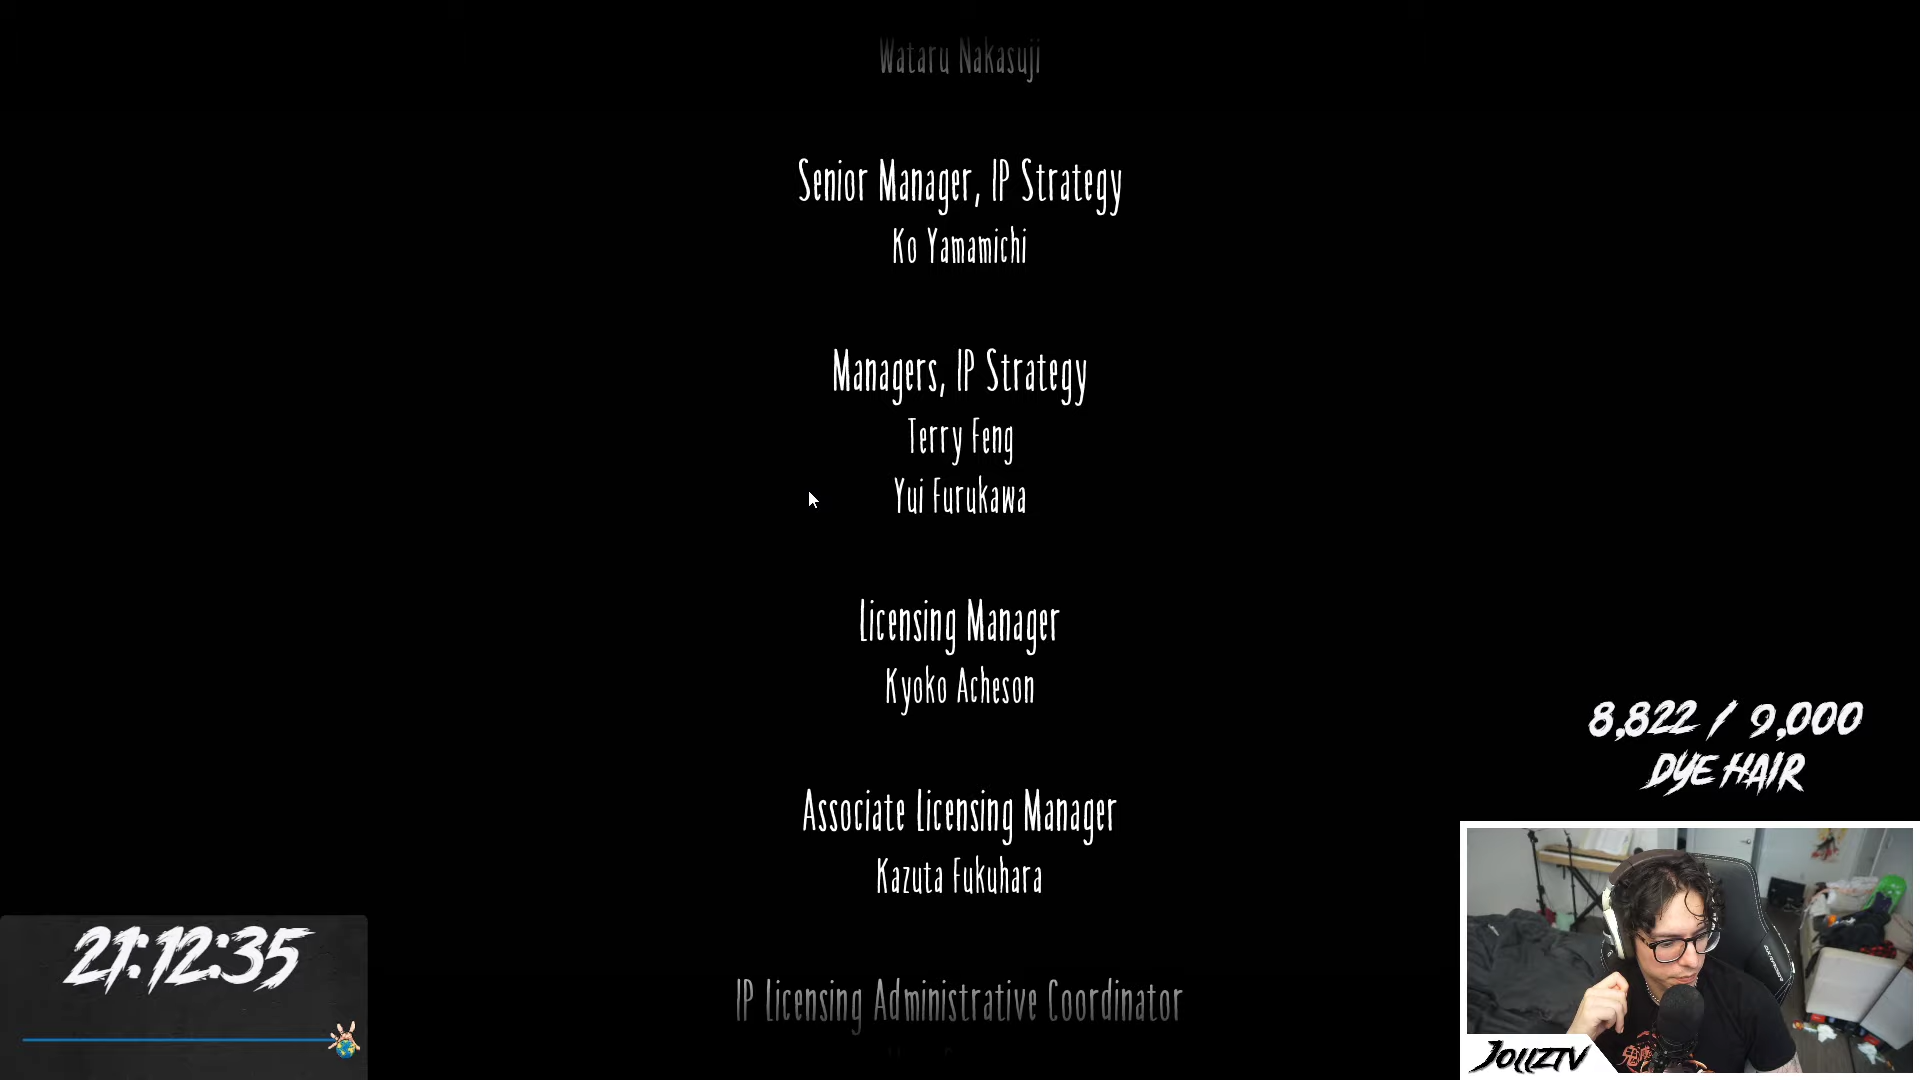 Wataru Nakasuji
Senior Manager, IP Strategy
Ko Yamamichi
Managers, IP Strategy
Terry Feng
Yui Furukawa
Licensing Manager
Kyoko Acheson
Associate Licensing Manager
Kazuta Fukuhara
IP Licensing Administrative Coordinator
8,822 / 9,000
DYE HAIR
21:12:35
JOLLZTV